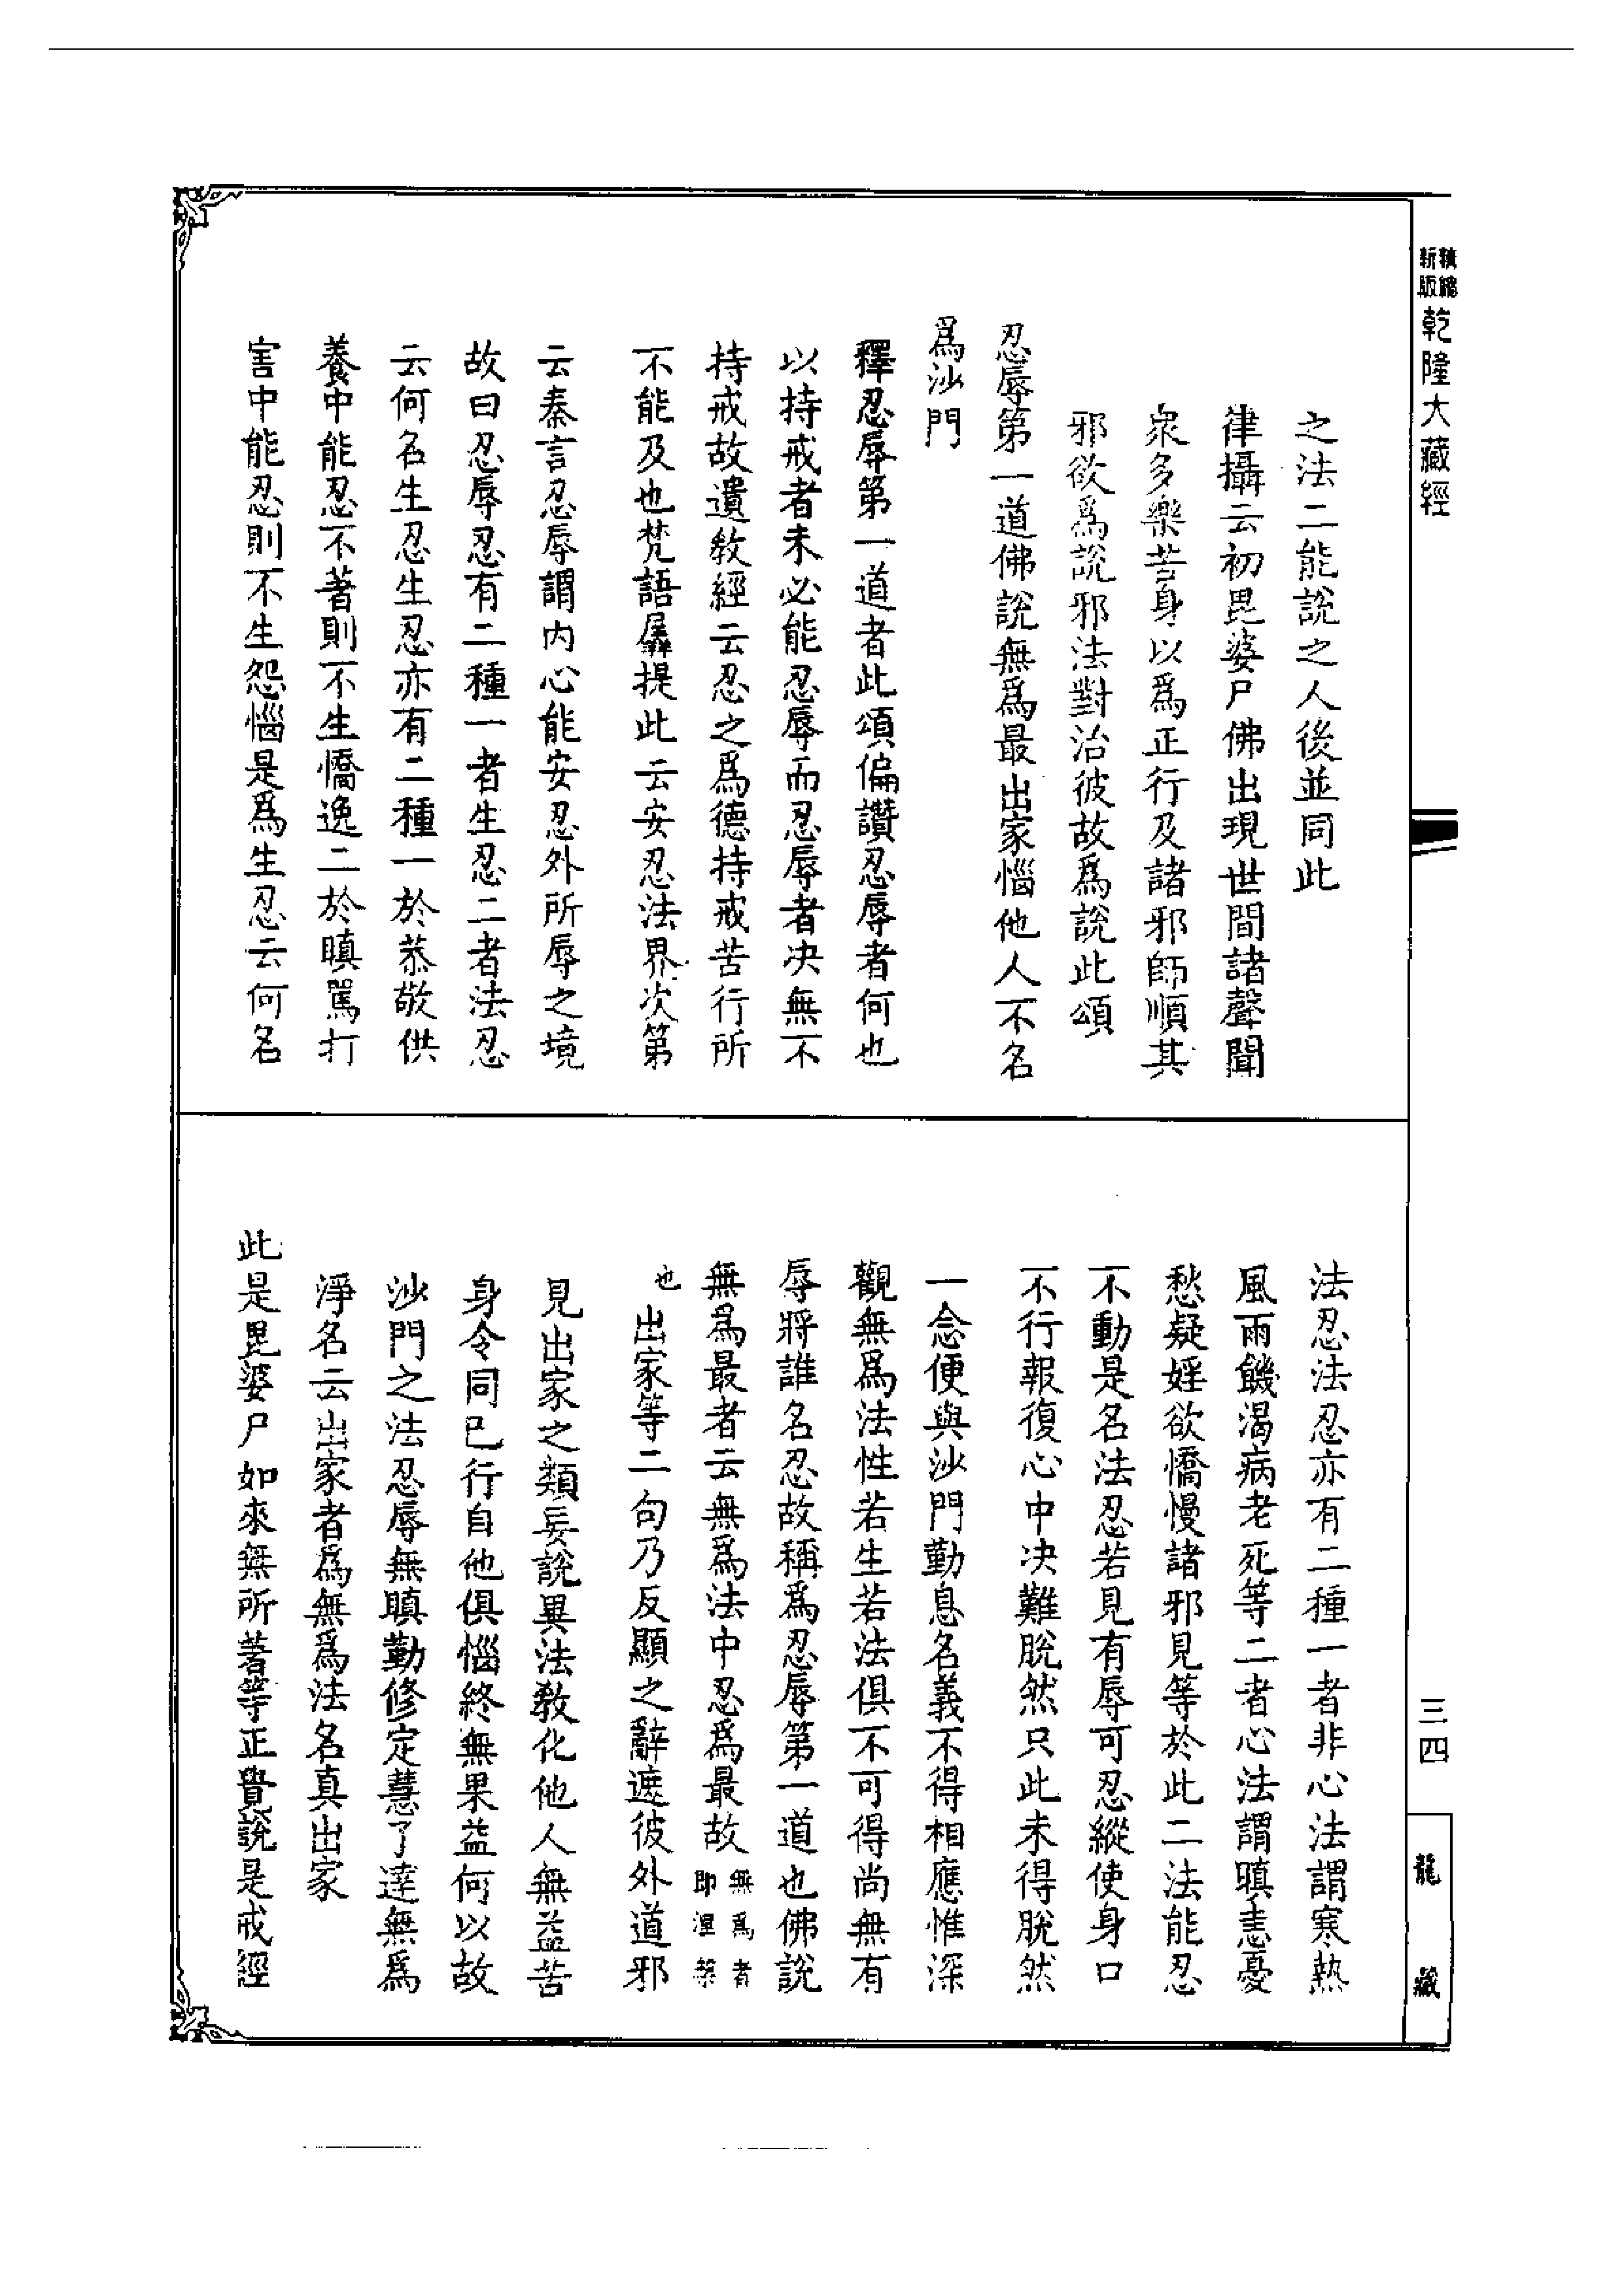 精縮
新版
乾隆大藏經
之法二能說之人後並同此
律攝云初毘婆尸佛出現世間諸聲聞
衆多樂苦身以爲正行及諸邪師順其
邪欲爲說邪法對治彼故爲說此頌
忍辱第一道佛說無爲最出家惱他人不名
爲沙門
釋忍辱第一道者此頌偏讚忍辱者何也
以持戒者未必能忍辱而忍辱者决無不
持戒故遺教經云忍之爲德持戒苦行所
不能及也梵語羼提此云安忍法界次第
云秦言忍辱謂内心能安忍外所辱之境
故曰忍辱忍有二種一者生忍二者法忍
云何名生忍生忍亦有二種一於恭敬供
養中能忍不著則不生憍逸二於瞋罵打
害中能忍則不生怨惱是爲生忍云何名
法忍法忍亦有二種一者非心法謂寒熱
風雨饑渴病老死等二者心法謂瞋恚憂
愁疑婬欲憍慢諸邪見等於此二法能忍
不動是名法忍若見有辱可忍縱使身口
不行報復心中决難脫然只此未得脫然
一念便與沙門勤息名義不得相應惟深
觀無爲法性若生若法俱不可得尚無有
辱將誰名忍故稱爲忍辱第一道也佛說
無爲最者云無爲法中忍爲最故無爲者即涅槃
也出家等二句乃反顯之辭遮彼外道邪
見出家之類妄說異法教化他人無益苦
身令同已行自他俱惱終無果益何以故
沙門之法忍辱無瞋勤修定慧了達無爲
淨名云出家者爲無爲法名真出家
此是毘婆尸如來無所著等正覺說是戒經
三四
龍藏